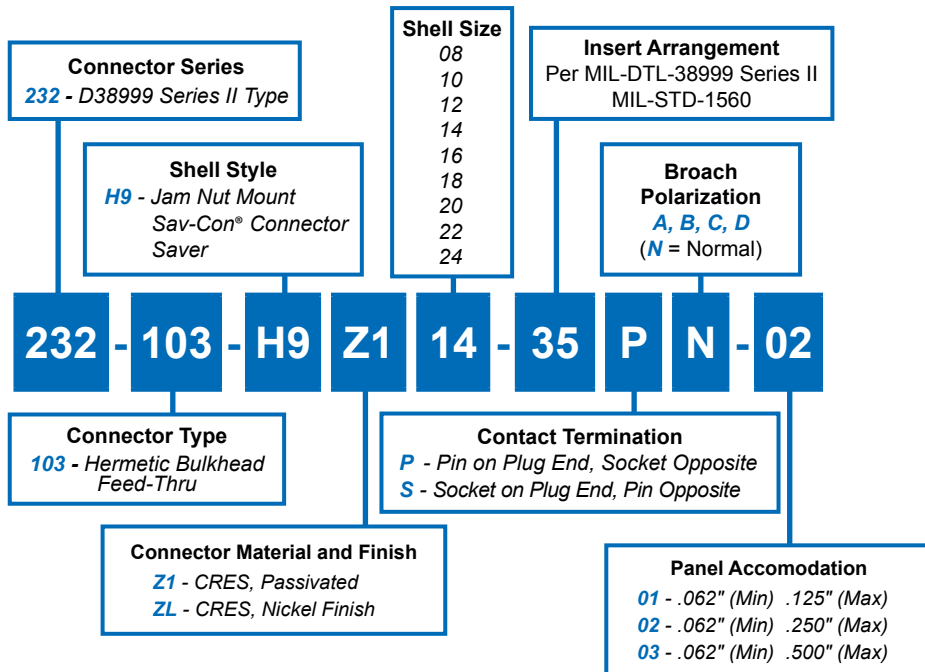 Connector Series
232 - D38999 Series II Type
Shell Style
H9 - Jam Nut Mount
Sav-Con® Connector
Saver
Shell Size
08
10
12
14
16
18
20
22
24
Insert Arrangement
Per MIL-DTL-38999 Series II
MIL-STD-1560
Broach
Polarization
A, B, C, D
(N = Normal)
232 - 103 - H9 Z1 14 - 35 P N - 02
Connector Type
103 - Hermetic Bulkhead
Feed-Thru
Connector Material and Finish
Z1 - CRES, Passivated
ZL - CRES, Nickel Finish
Contact Termination
P - Pin on Plug End, Socket Opposite
S - Socket on Plug End, Pin Opposite
Panel Accomodation
01 - .062" (Min) .125" (Max)
02 - .062" (Min) .250" (Max)
03 - .062" (Min) .500" (Max)